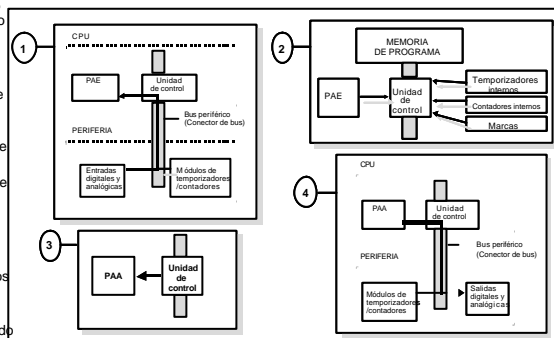 o
e
e
e
os
do
1
CPU
PAE
Unidad
de control
Bus periférico
(Conector de bus)
PERIFERIA
Entradas
digitales y
analógicas
Módulos de
temporizadores
/contadores
2
MEMORIA
DE PROGRAMA
PAE
Unidad
de
control
Temporizadores
internos
Contadores internos
Marcas
3
PAA
Unidad
de
control
4
CPU
PAA
Unidad
de control
Bus periférico
(Conector de bus)
PERIFERIA
Módulos de
temporizadores
/contadores
Salidas
digitales y
analógicas